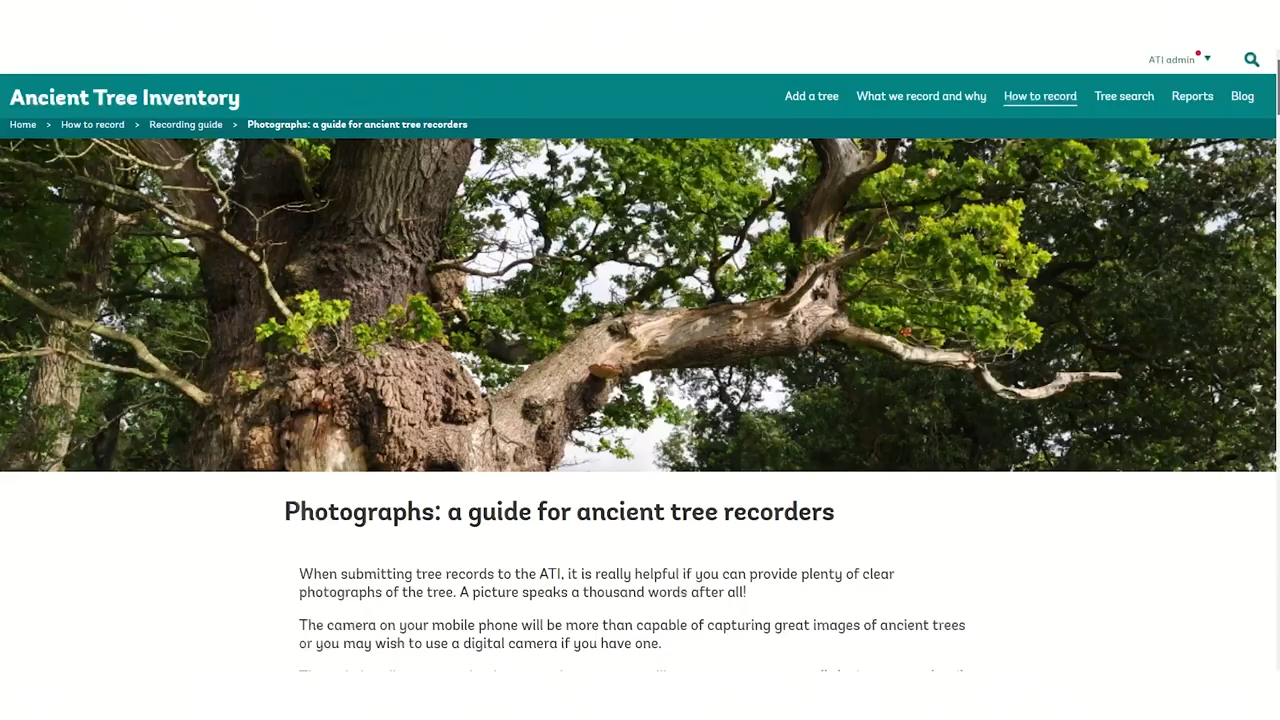 ATI admin
Ancient Tree Inventory
Add a tree What we record and why How to record Tree search Reports Blog
Home > How to record > Recording guide > Photographs: a guide for ancient tree recorders
Photographs: a guide for ancient tree recorders
When submitting tree records to the ATI, it is really helpful if you can provide plenty of clear
photographs of the tree. A picture speaks a thousand words after all!
The camera on your mobile phone will be more than capable of capturing great images of ancient trees
or you may wish to use a digital camera if you have one.